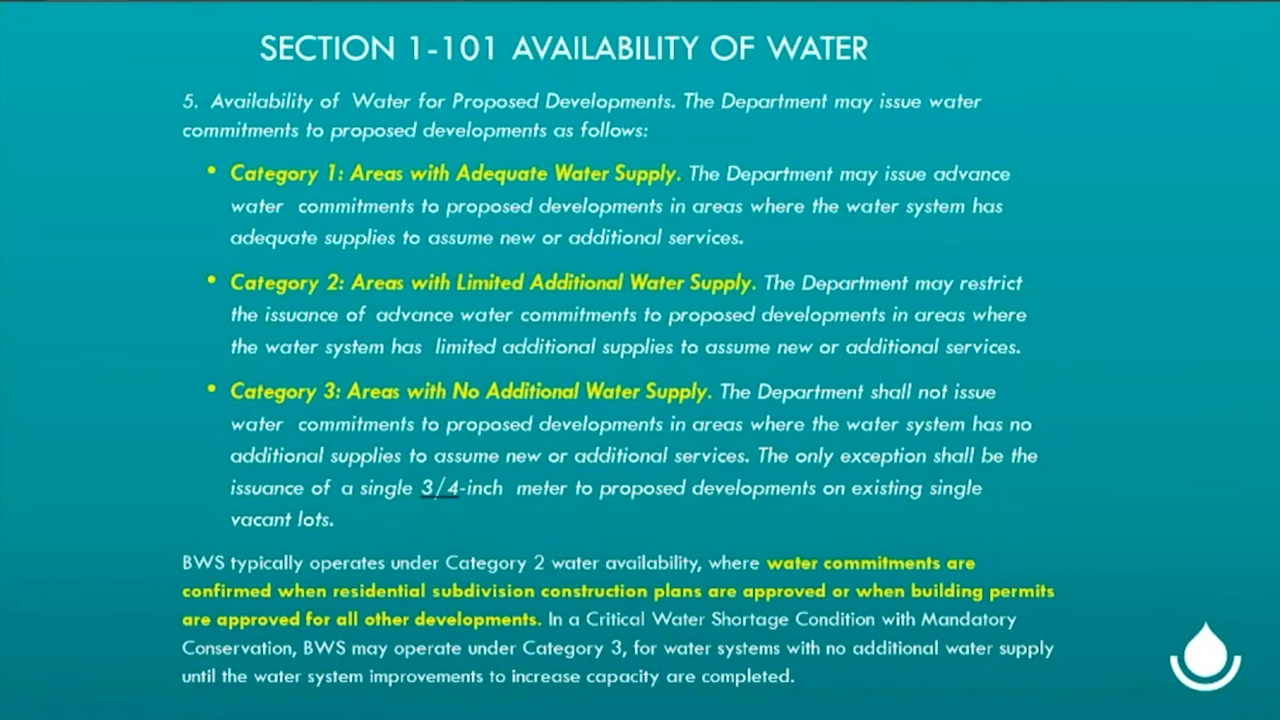 SECTION 1-101 AVAILABILITY OF WATER
5. Availability of Water for Proposed Developments. The Department may issue water
commitments to proposed developments as follows:
• Category 1: Areas with Adequate Water Supply. The Department may issue advance
water commitments to proposed developments in areas where the water system has
adequate supplies to assume new or additional services.
• Category 2: Areas with Limited Additional Water Supply. The Department may restrict
the issuance of advance water commitments to proposed developments in areas where
the water system has limited additional supplies to assume new or additional services.
• Category 3: Areas with No Additional Water Supply. The Department shall not issue
water commitments to proposed developments in areas where the water system has no
additional supplies to assume new or additional services. The only exception shall be the
issuance of a single 3/4-inch meter to proposed developments on existing single
vacant lots.
BWS typically operates under Category 2 water availability, where water commitments are
confirmed when residential subdivision construction plans are approved or when building permits
are approved for all other developments. In a Critical Water Shortage Condition with Mandatory
Conservation, BWS may operate under Category 3, for water systems with no additional water supply
until the water system improvements to increase capacity are completed.